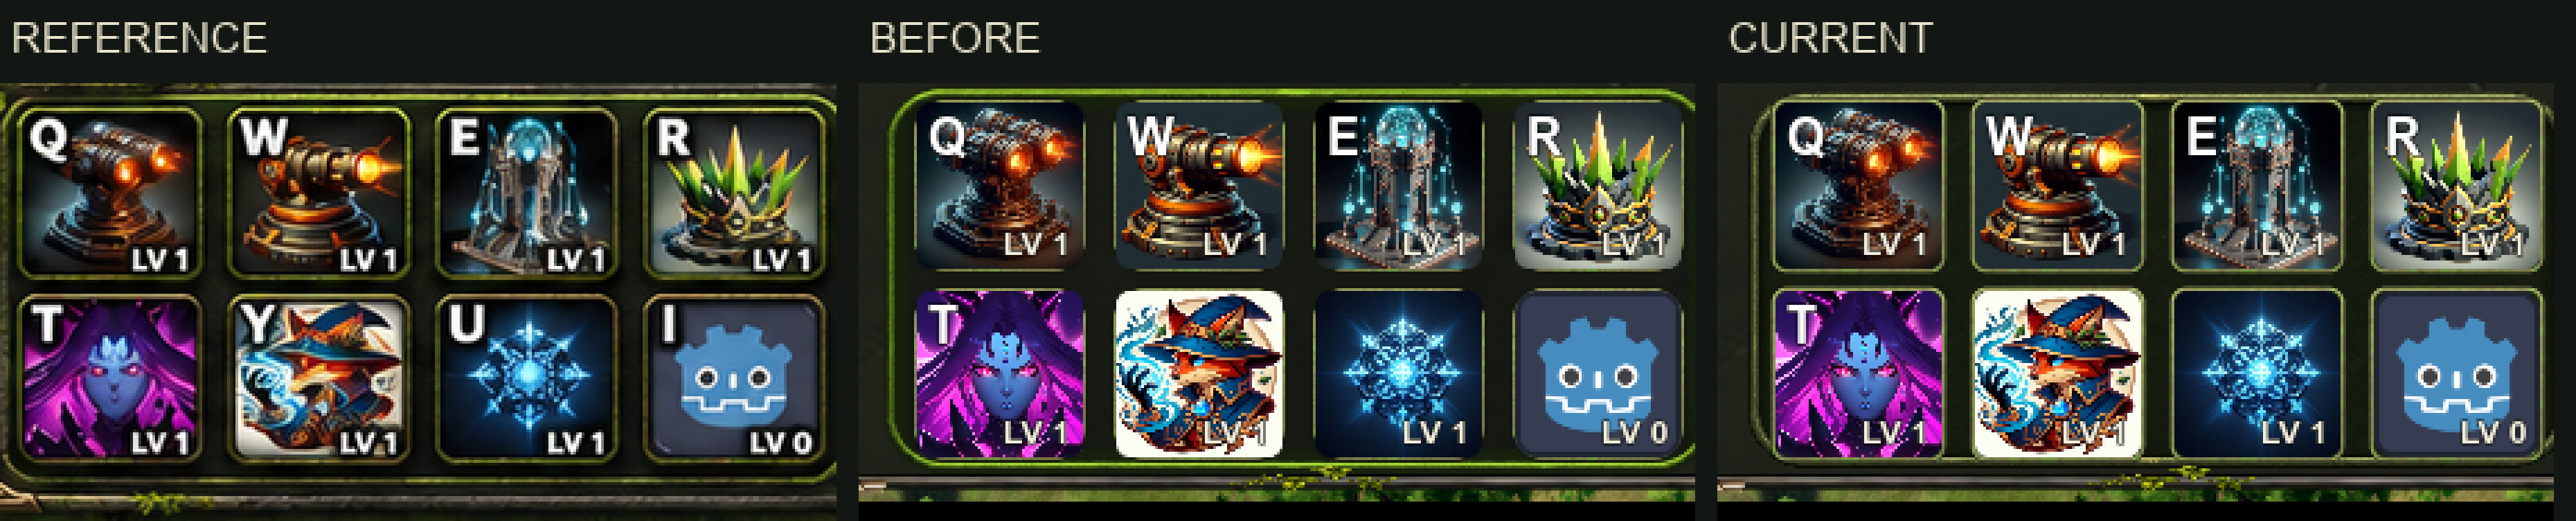 REFERENCE BEFORE CURRENT
Q W E R Q W E R Q W E R
LV 1 LV 1 LV 1 LV 1 LV 1 LV 1 LV 1 LV 1 LV 1 LV 1 LV 1 LV 1
T Y U I T T
LV 1 LV 1 LV 1 LV 0 LV 1 LV 1 LV 1 LV 0 LV 1 LV 1 LV 1 LV 0